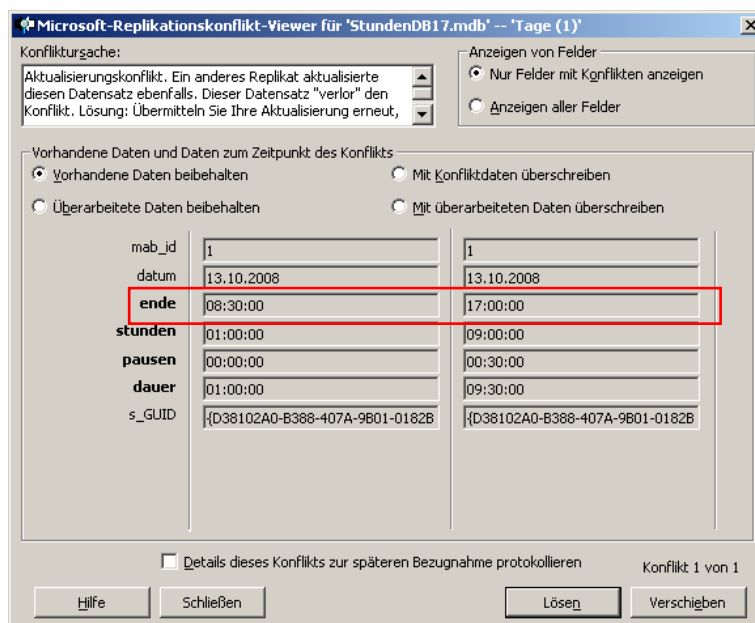 Microsoft-Replikationskonflikt-Viewer für 'StundenDB17.mdb' -- 'Tage (1)'
Konfliktursache:
Aktualisierungskonflikt. Ein anderes Replikat aktualisierte
diesen Datensatz ebenfalls. Dieser Datensatz "verlor" den
Konflikt. Lösung: Übermitteln Sie Ihre Aktualisierung erneut,
Anzeigen von Felder
Nur Felder mit Konflikten anzeigen
Anzeigen aller Felder
Vorhandene Daten und Daten zum Zeitpunkt des Konflikts
Vorhandene Daten beibehalten Mit Konfliktdaten überschreiben
Überarbeitete Daten beibehalten Mit überarbeiteten Daten überschreiben
mab_id 1 1
datum 13.10.2008 13.10.2008
ende 08:30:00 17:00:00
stunden 01:00:00 09:00:00
pausen 00:00:00 00:30:00
dauer 01:00:00 09:30:00
s_GUID {D38102A0-B388-407A-9B01-0182B {D38102A0-B388-407A-9B01-0182B
Details dieses Konflikts zur späteren Bezugnahme protokollieren
Konflikt 1 von 1
Hilfe Schließen Lösen Verschieben